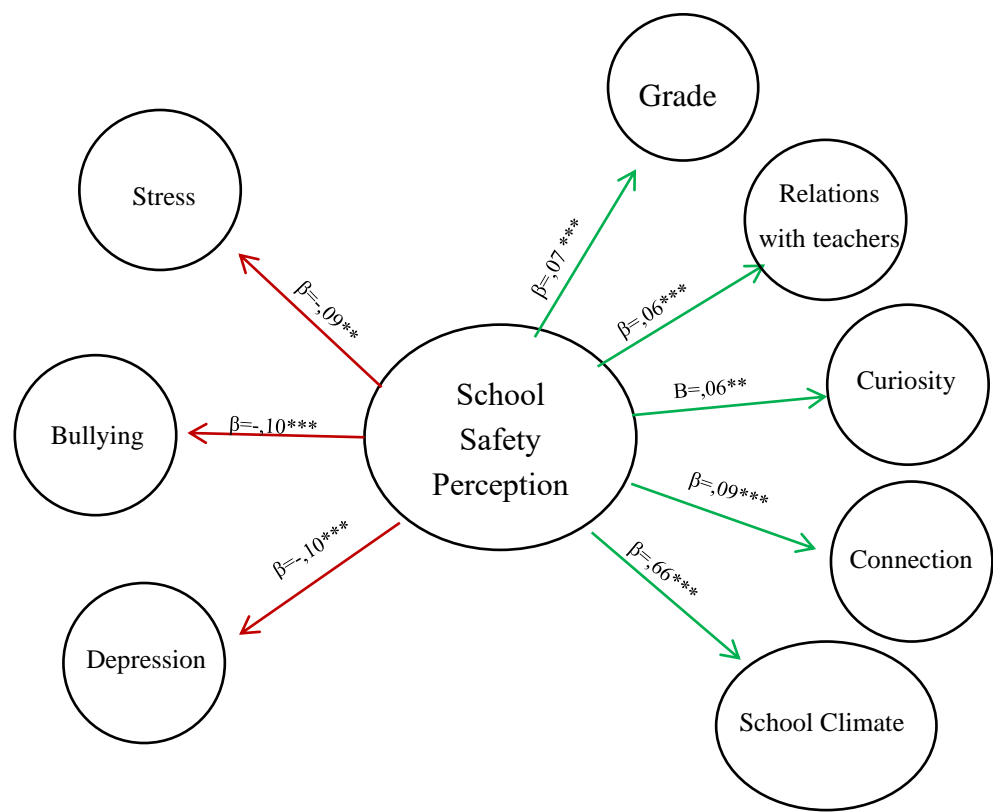 Grade
Stress
Relations
with teachers
β=,07 ***
β=-,09**
β=,06***
School
Safety
Perception
B=,06**
Curiosity
Bullying
β=-,10***
β=,09***
Connection
β=-,10***
β=,66***
Depression
School Climate